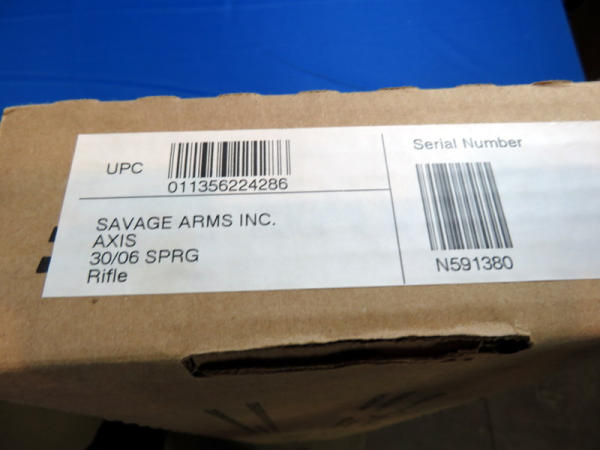 UPC
011356224286
SAVAGE ARMS INC.
AXIS
30/06 SPRG
Rifle
Serial Number
N591380